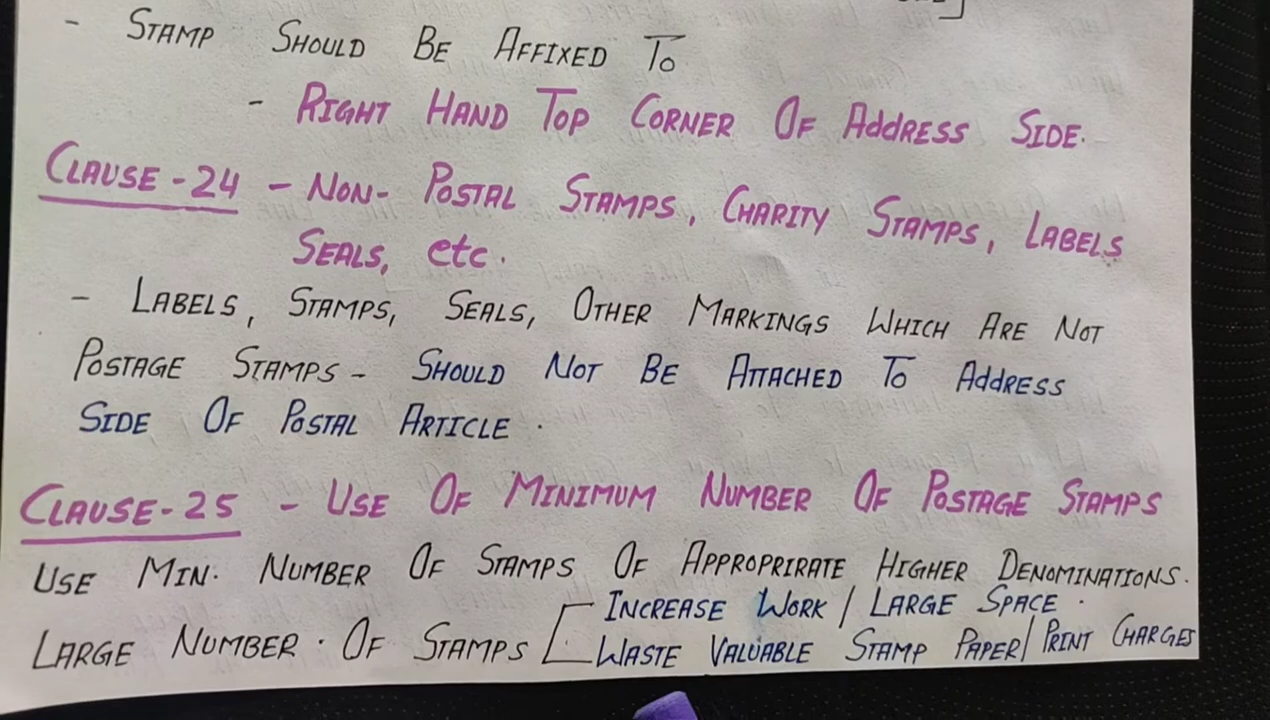 - STAMP SHOULD BE AFFIXED TO
- RIGHT HAND TOP CORNER OF ADDRESS SIDE.
CLAUSE-24 - NON-POSTAL STAMPS, CHARITY STAMPS, LABELS
SEALS, etc.
- LABELS, STAMPS, SEALS, OTHER MARKINGS WHICH ARE NOT
POSTAGE STAMPS - SHOULD NOT BE ATTACHED TO ADDRESS
SIDE OF POSTAL ARTICLE.
CLAUSE-25 - USE OF MINIMUM NUMBER OF POSTAGE STAMPS
USE MIN. NUMBER OF STAMPS OF APPROPRIRATE HIGHER DENOMINATIONS.
INCREASE WORK / LARGE SPACE.
LARGE NUMBER. OF STAMPS WASTE VALUABLE STAMP PAPER/ PRINT CHARGES